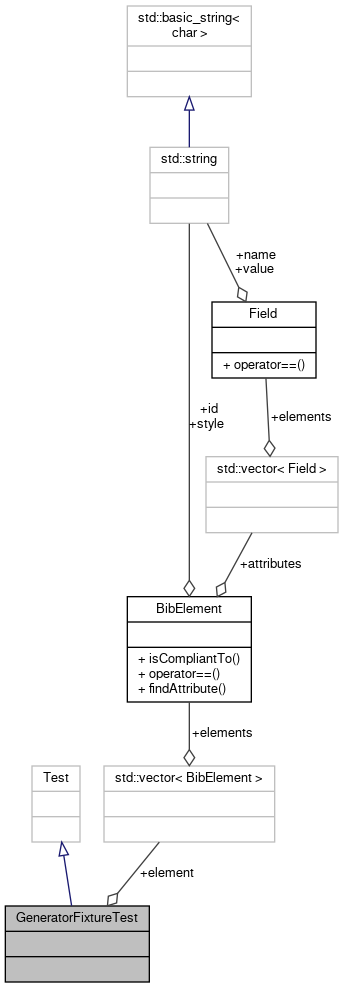 std::basic_string<
char >
std::string
+name
+value
Field
+ operator==()
+id
+style
+elements
std::vector< Field >
+attributes
BibElement
+ isCompliantTo()
+ operator==()
+ findAttribute()
+elements
Test
std::vector< BibElement >
+element
GeneratorFixtureTest